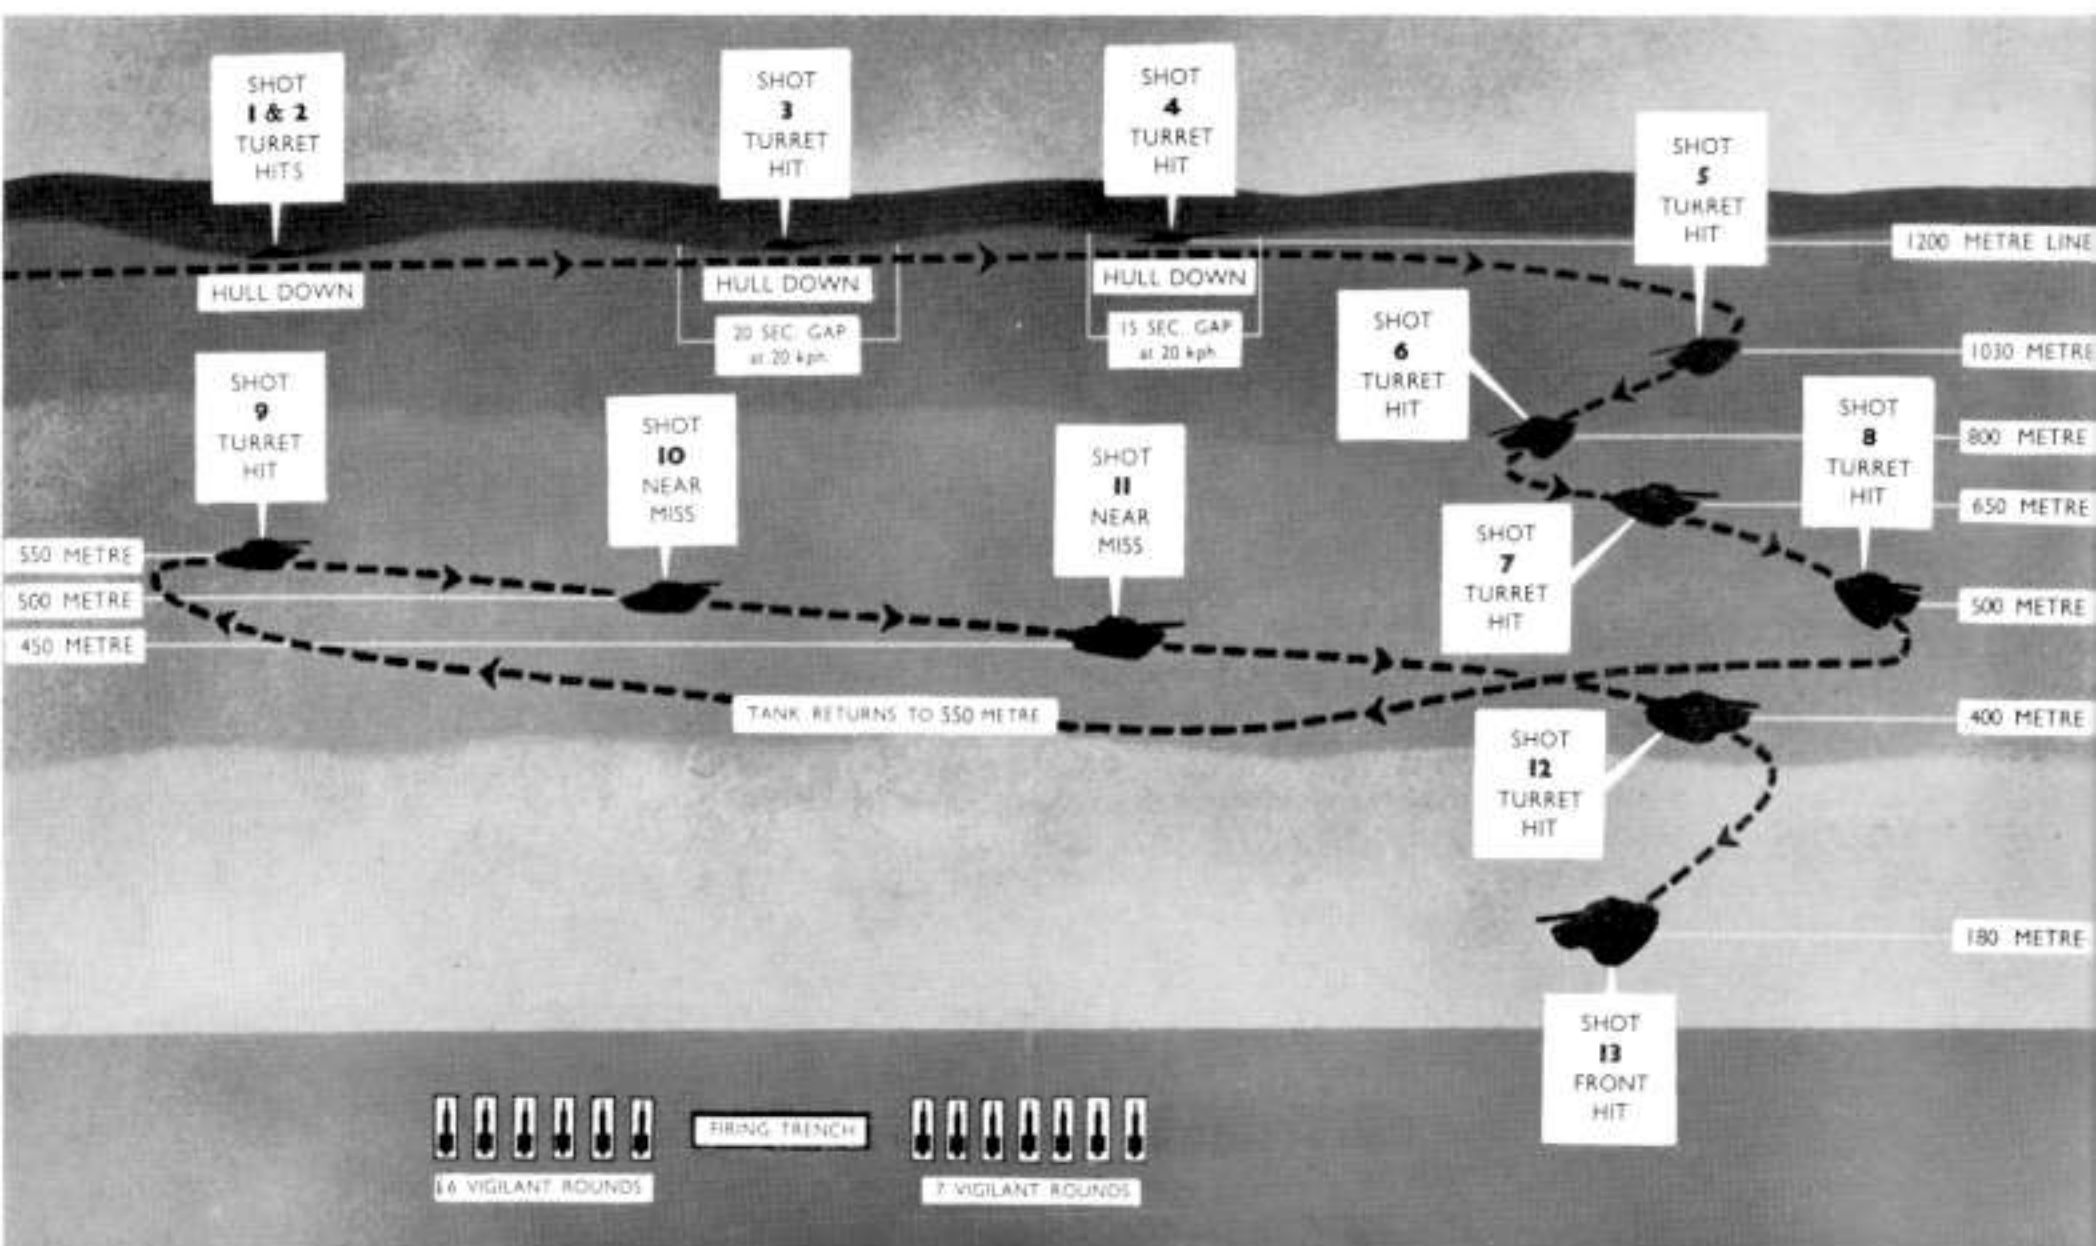 SHOT
1 & 2
TURRET
HITS
SHOT
3
TURRET
HIT
SHOT
4
TURRET
HIT
SHOT
5
TURRET
HIT
1200 METRE LINE
HULL DOWN
HULL DOWN
HULL DOWN
20 SEC. GAP
at 20 kph.
15 SEC. GAP
at 20 kph
SHOT
6
TURRET
HIT
1030 METRE
800 METRE
SHOT
8
TURRET
HIT
650 METRE
SHOT
9
TURRET
HIT
SHOT
10
NEAR
MISS
SHOT
11
NEAR
MISS
SHOT
7
TURRET
HIT
550 METRE
500 METRE
450 METRE
500 METRE
TANK RETURNS TO 550 METRE
400 METRE
SHOT
12
TURRET
HIT
180 METRE
SHOT
13
FRONT
HIT
FIRING TRENCH
6 VIGILANT ROUNDS
7 VIGILANT ROUNDS